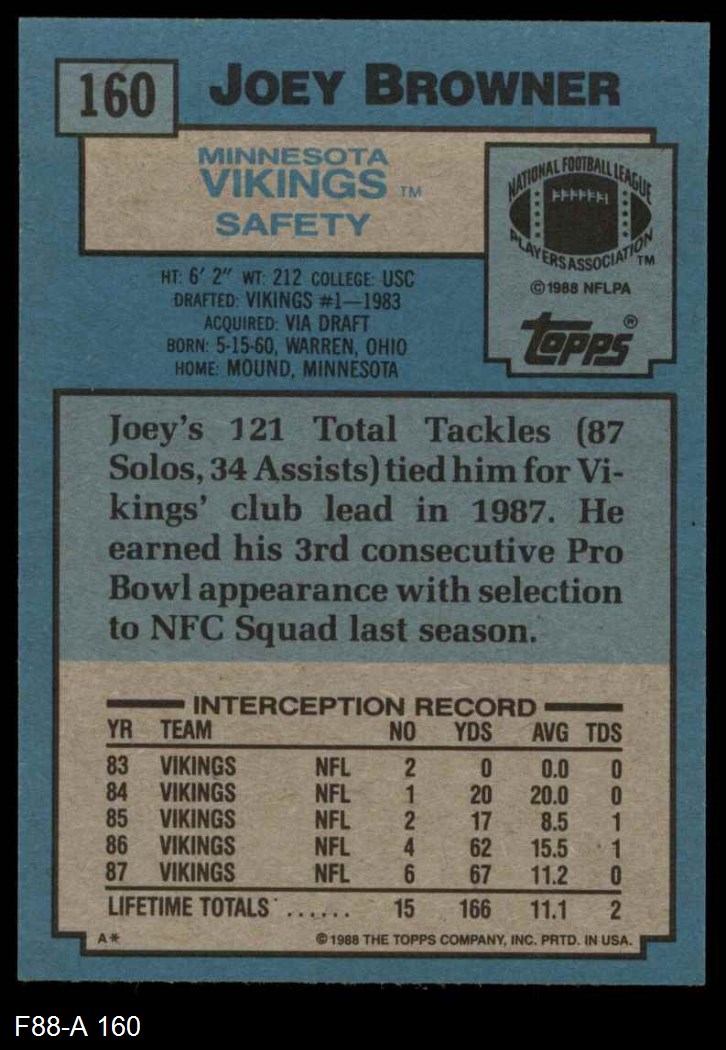 160
JOEY BROWNER
MINNESOTA
VIKINGS TM
SAFETY
NATIONAL FOOTBALL LEAGUE
PLAYERS ASSOCIATION TM
© 1988 NFLPA
topps®
HT: 6' 2" WT: 212 COLLEGE: USC
DRAFTED: VIKINGS #1—1983
ACQUIRED: VIA DRAFT
BORN: 5-15-60, WARREN, OHIO
HOME: MOUND, MINNESOTA
Joey's 121 Total Tackles (87
Solos, 34 Assists) tied him for Vi-
kings' club lead in 1987. He
earned his 3rd consecutive Pro
Bowl appearance with selection
to NFC Squad last season.
INTERCEPTION RECORD
YR TEAM NO YDS AVG TDS
83 VIKINGS NFL 2 0 0.0 0
84 VIKINGS NFL 1 20 20.0 0
85 VIKINGS NFL 2 17 8.5 1
86 VIKINGS NFL 4 62 15.5 1
87 VIKINGS NFL 6 67 11.2 0
LIFETIME TOTALS ...... 15 166 11.1 2
A* © 1988 THE TOPPS COMPANY, INC. PRTD. IN USA.
F88-A 160